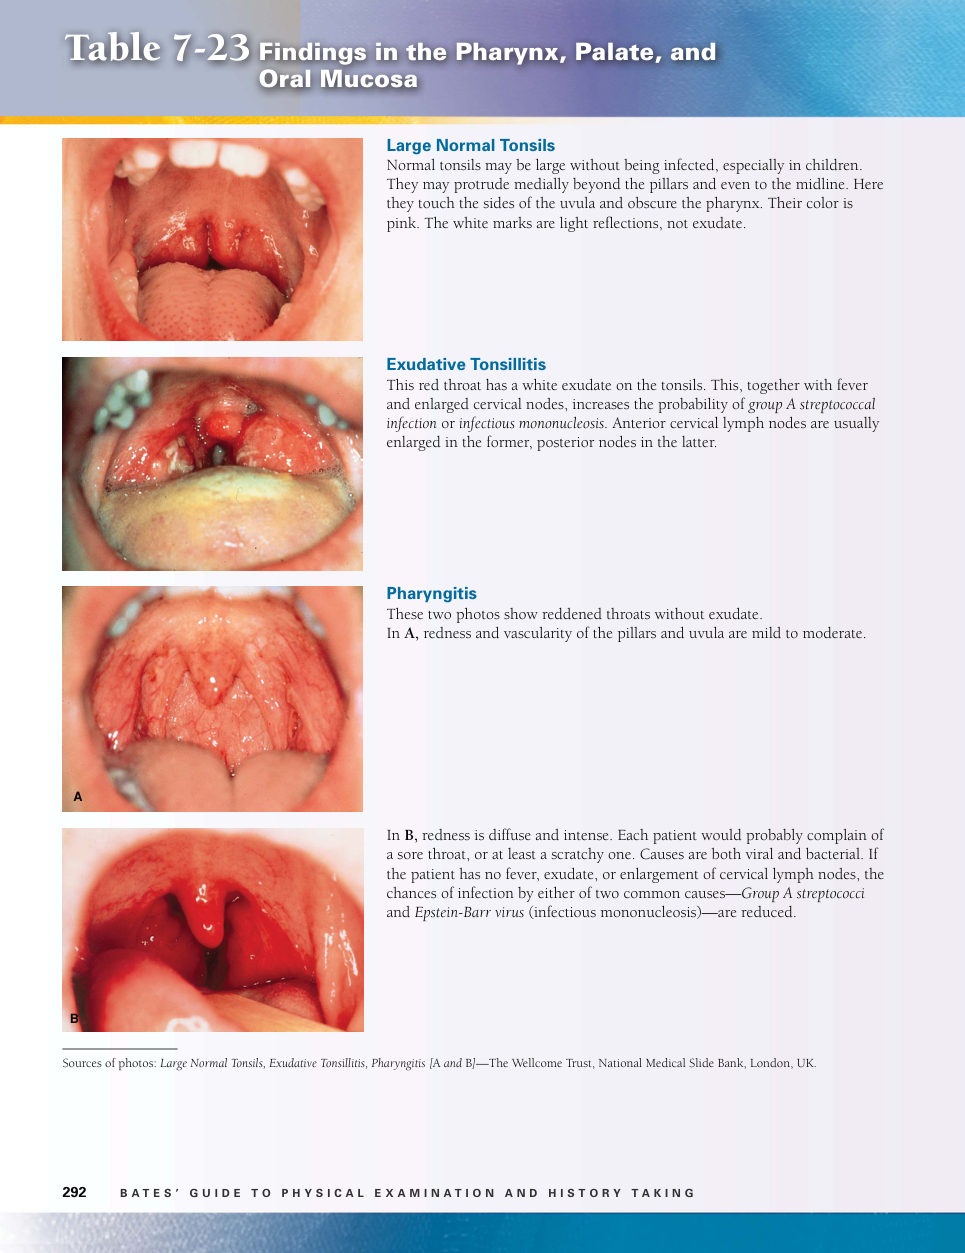 Table 7-23 Findings in the Pharynx, Palate, and
Oral Mucosa
Large Normal Tonsils
Normal tonsils may be large without being infected, especially in children.
They may protrude medially beyond the pillars and even to the midline. Here
they touch the sides of the uvula and obscure the pharynx. Their color is
pink. The white marks are light reflections, not exudate.
Exudative Tonsillitis
This red throat has a white exudate on the tonsils. This, together with fever
and enlarged cervical nodes, increases the probability of group A streptococcal
infection or infectious mononucleosis. Anterior cervical lymph nodes are usually
enlarged in the former, posterior nodes in the latter.
Pharyngitis
These two photos show reddened throats without exudate.
In A, redness and vascularity of the pillars and uvula are mild to moderate.
A
In B, redness is diffuse and intense. Each patient would probably complain of
a sore throat, or at least a scratchy one. Causes are both viral and bacterial. If
the patient has no fever, exudate, or enlargement of cervical lymph nodes, the
chances of infection by either of two common causes—Group A streptococci
and Epstein-Barr virus (infectious mononucleosis)—are reduced.
B
Sources of photos: Large Normal Tonsils, Exudative Tonsillitis, Pharyngitis [A and B]—The Wellcome Trust, National Medical Slide Bank, London, UK.
292 BATES' GUIDE TO PHYSICAL EXAMINATION AND HISTORY TAKING